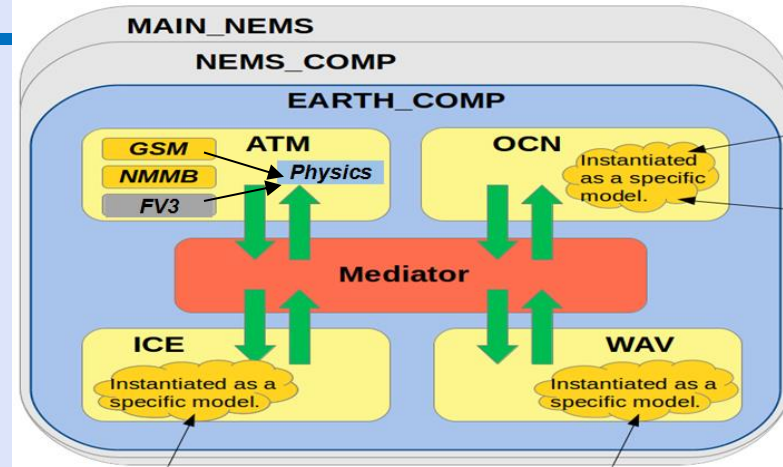 MAIN_NEMS
NEMS_COMP
EARTH_COMP
ATM
GSM
NMMB
FV3
Physics
OCN
Instantiated
as a specific
model.
Mediator
ICE
Instantiated as a
specific model.
WAV
Instantiated as a
specific model.